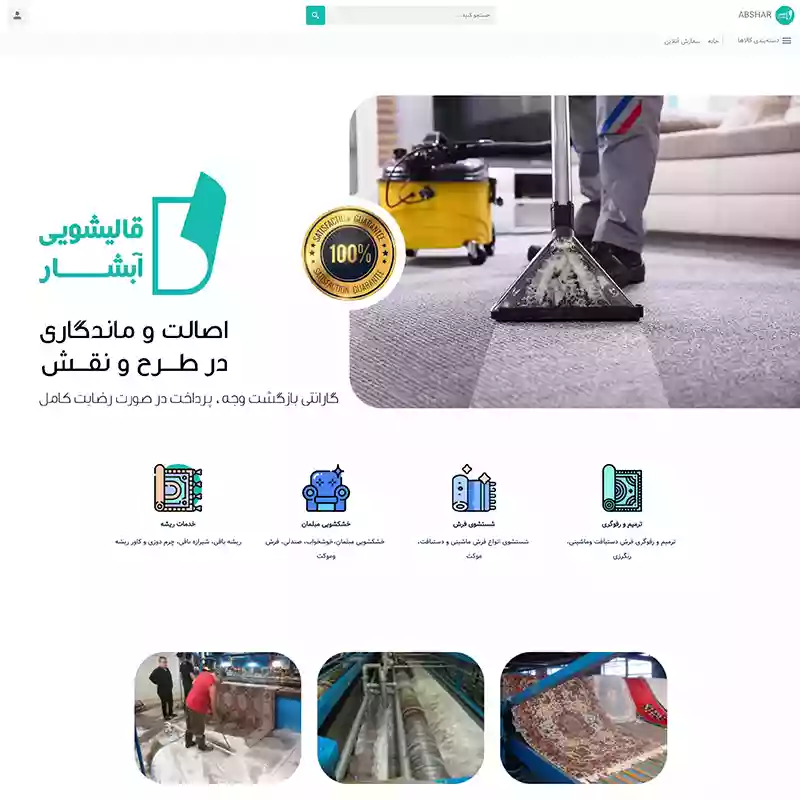 ABSHAR
جستجو کنید...
دسته‌بندی کالاها
خانه
سفارش آنلاین
قالیشویی
آبشار
SATISFACTION GUARANTEE
100%
SATISFACTION GUARANTEE
اصالت و ماندگاری
در طرح و نقش
گارانتی بازگشت وجه ، پرداخت در صورت رضایت کامل
ترمیم و رفوگری
ترمیم و رفوگری فرش دستبافت وماشینی،
رنگرزی
شستشوی فرش
شستشوی انواع فرش ماشینی و دستبافت،
موکت
خشکشویی مبلمان
خشکشویی مبلمان،خوشخواب، صندلی، فرش
وموکت
خدمات ریشه
ریشه بافی، شیرازه بافی، چرم دوزی و کاور ریشه